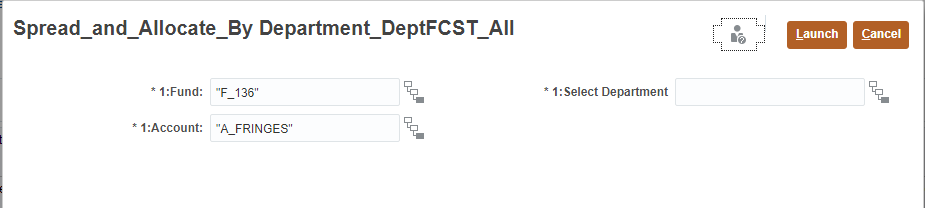 Spread_and_Allocate_By Department_DeptFCST_All
Launch
Cancel
* 1:Fund: "F_136"
* 1:Select Department
* 1:Account: "A_FRINGES"